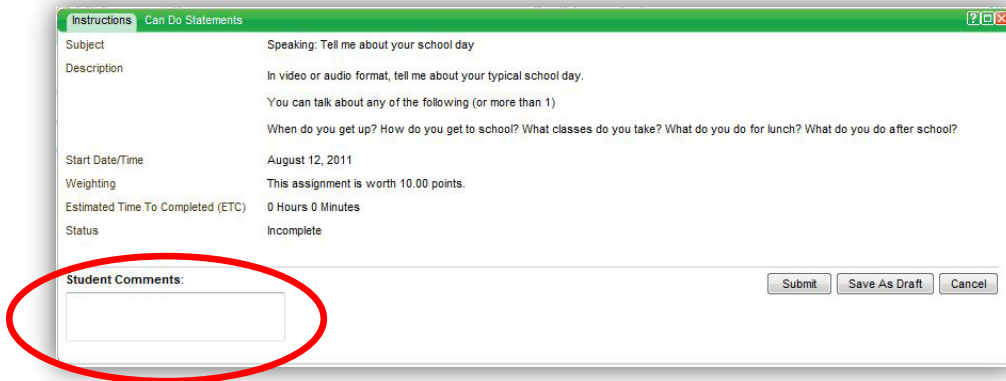 Instructions Can Do Statements
Subject Speaking: Tell me about your school day
Description In video or audio format, tell me about your typical school day.
You can talk about any of the following (or more than 1)
When do you get up? How do you get to school? What classes do you take? What do you do for lunch? What do you do after school?
Start Date/Time August 12, 2011
Weighting This assignment is worth 10.00 points.
Estimated Time To Completed (ETC) 0 Hours 0 Minutes
Status Incomplete
Student Comments: Submit Save As Draft Cancel